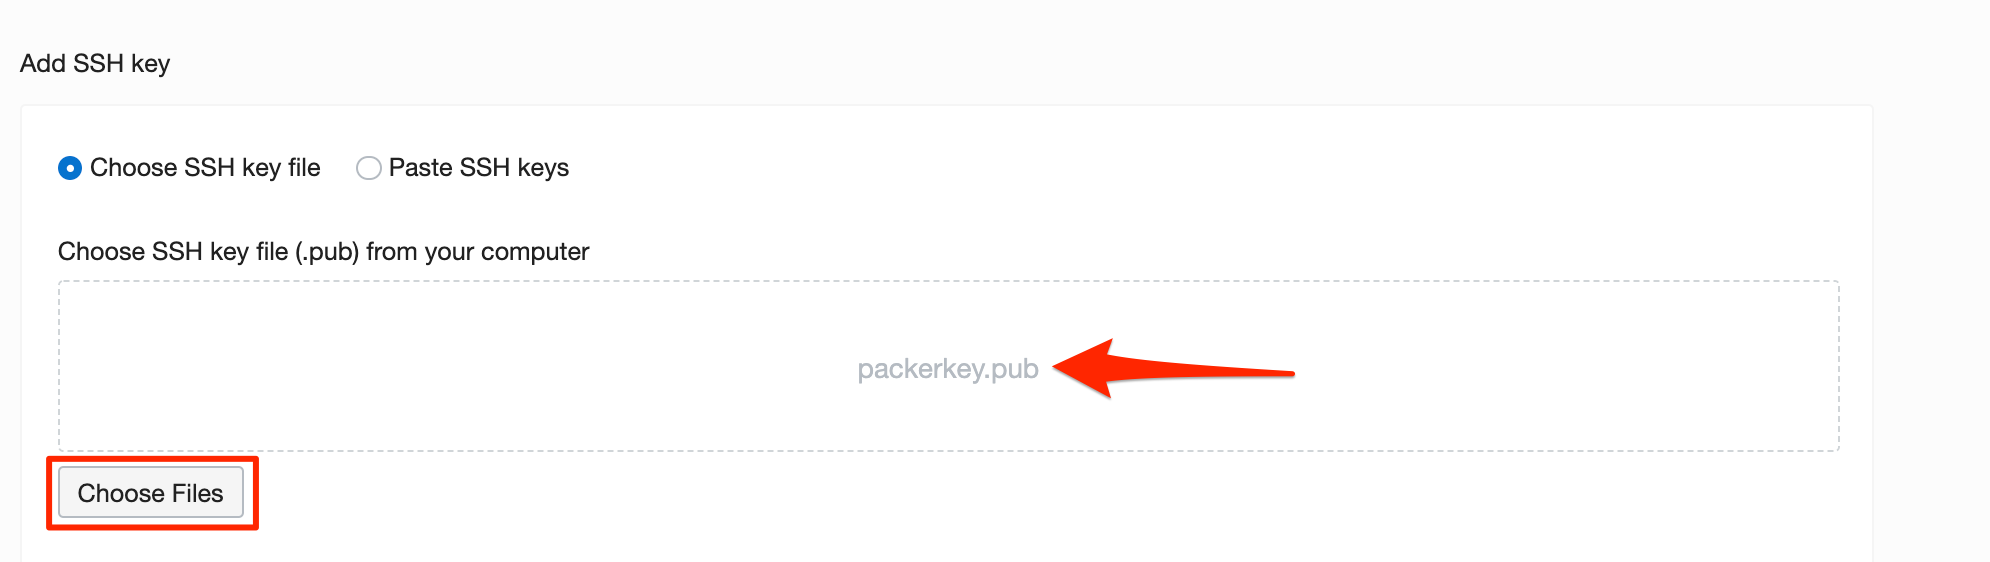 Add SSH key
Choose SSH key file Paste SSH keys
Choose SSH key file (.pub) from your computer
packerkey.pub
Choose Files